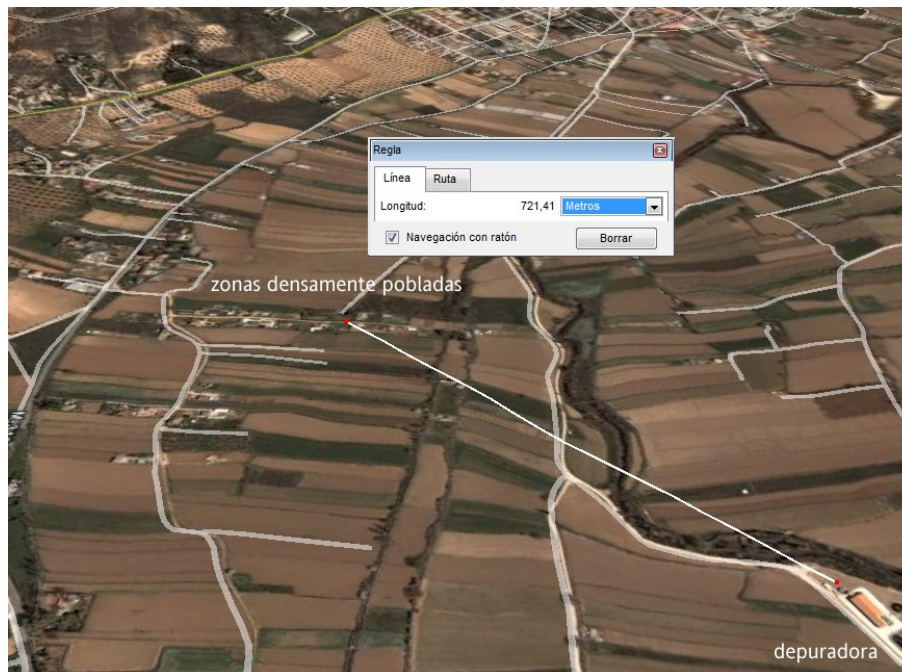 Regla
Línea Ruta
Longitud: 721,41 Metros
Navegación con ratón Borrar
zonas densamente pobladas
depuradora